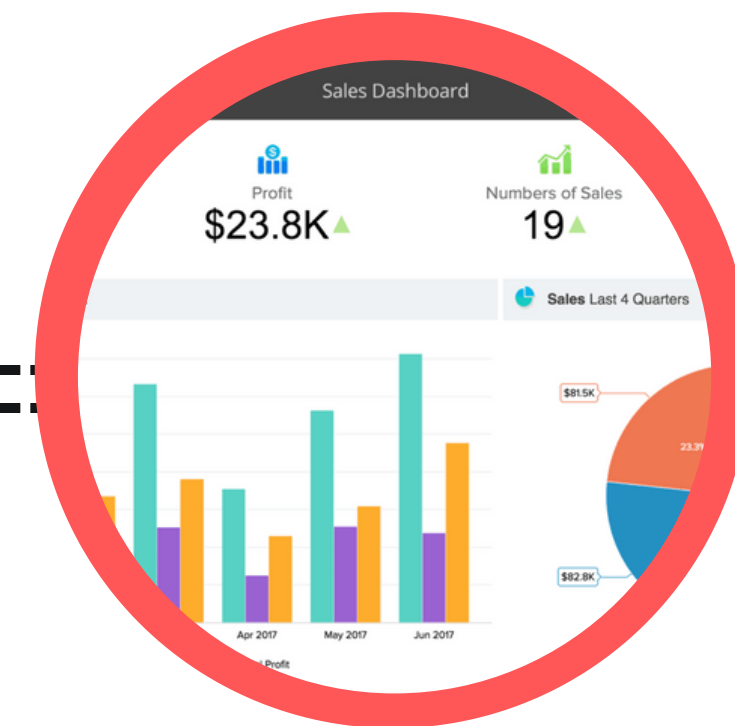 Sales Dashboard
Profit
$23.8K
Numbers of Sales
19
Sales Last 4 Quarters
$81.5K
$82.8K
Apr 2017
May 2017
Jun 2017
Profit